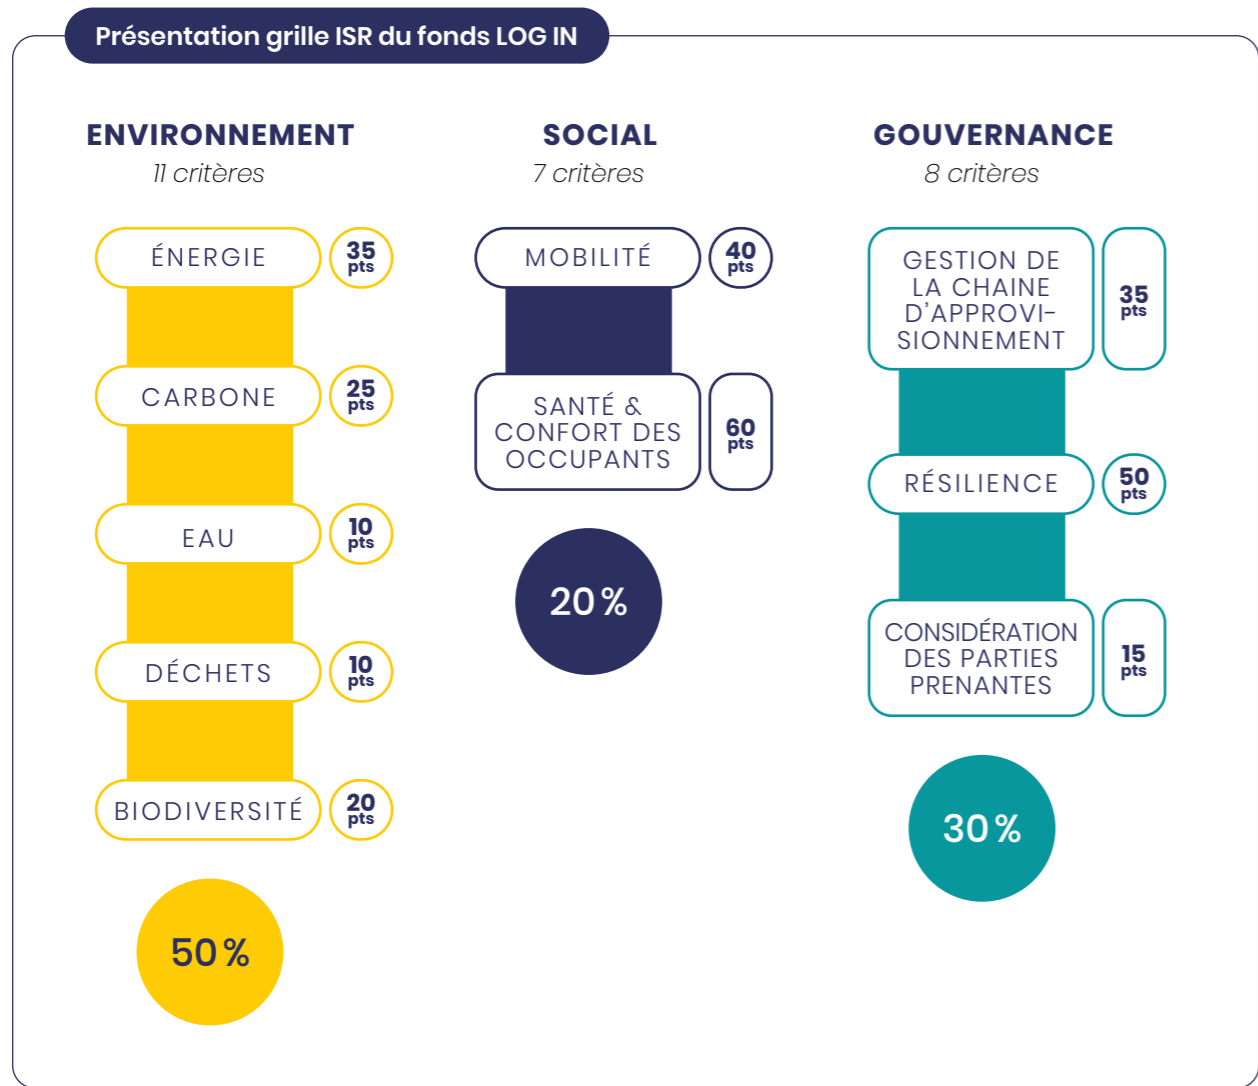 Présentation grille ISR du fonds LOG IN
ENVIRONNEMENT
11 critères
ÉNERGIE
35
pts
CARBONE
25
pts
EAU
10
pts
DÉCHETS
10
pts
BIODIVERSITÉ
20
pts
50 %
SOCIAL
7 critères
MOBILITÉ
40
pts
SANTÉ &
CONFORT DES
OCCUPANTS
60
pts
20 %
GOUVERNANCE
8 critères
GESTION DE
LA CHAINE
D'APPROVI-
SIONNEMENT
35
pts
RÉSILIENCE
50
pts
CONSIDÉRATION
DES PARTIES
PRENANTES
15
pts
30 %